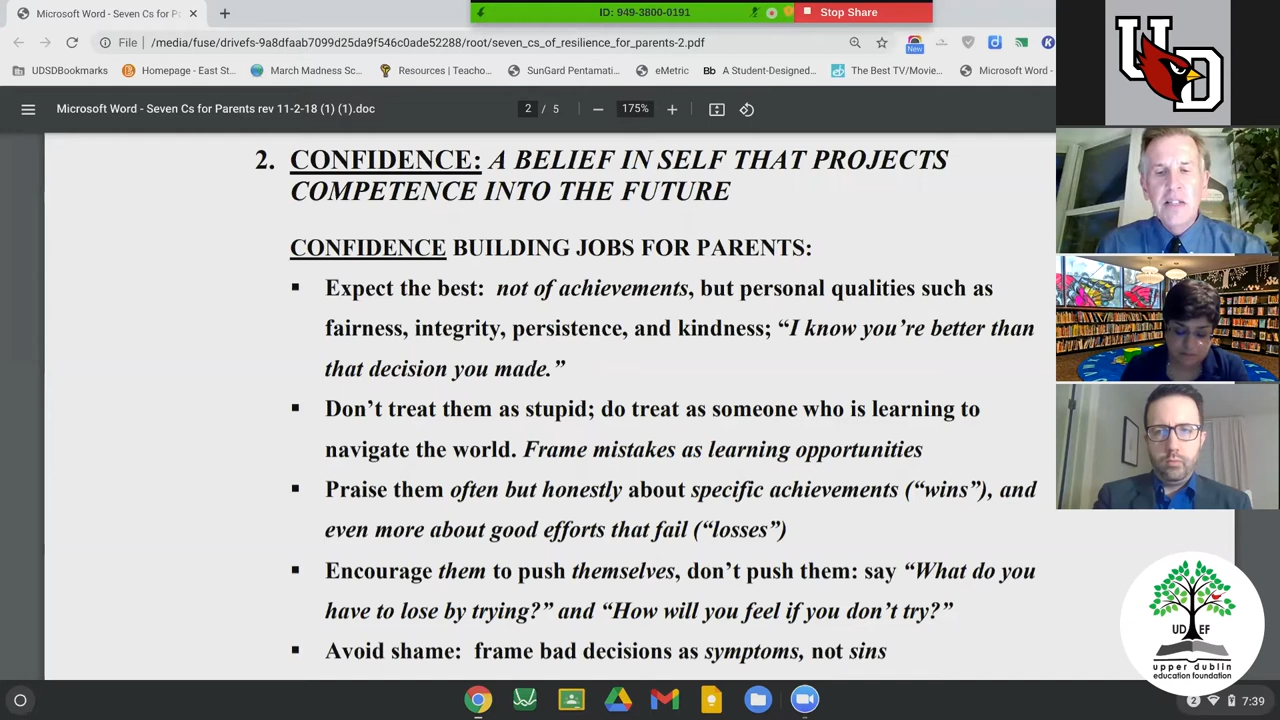 Microsoft Word - Seven Cs for P
ID: 949-3800-0191
Stop Share
File
/media/fuse/drivefs-9a8dfadb7099d25da9f546c0ade52e88/root/seven_cs_of_resilience_for_parents-2.pdf
New
UDSDBookmarks
Homepage - East St...
March Madness Sc...
Resources | Teach...
SunGard Pentamati...
eMetric
Bb
A Student-Designed...
The Best TV/Movie...
Microsoft Word -
Microsoft Word - Seven Cs for Parents rev 11-2-18 (1) (1).doc
2 / 5
175%
UD
2. CONFIDENCE: A BELIEF IN SELF THAT PROJECTS
COMPETENCE INTO THE FUTURE
CONFIDENCE BUILDING JOBS FOR PARENTS:
▪ Expect the best: not of achievements, but personal qualities such as
fairness, integrity, persistence, and kindness; “I know you’re better than
that decision you made.”
▪ Don’t treat them as stupid; do treat as someone who is learning to
navigate the world. Frame mistakes as learning opportunities
▪ Praise them often but honestly about specific achievements (“wins”), and
even more about good efforts that fail (“losses”)
▪ Encourage them to push themselves, don’t push them: say “What do you
have to lose by trying?” and “How will you feel if you don’t try?”
▪ Avoid shame: frame bad decisions as symptoms, not sins
UD EF
upper dublin
education foundation
2
7:39